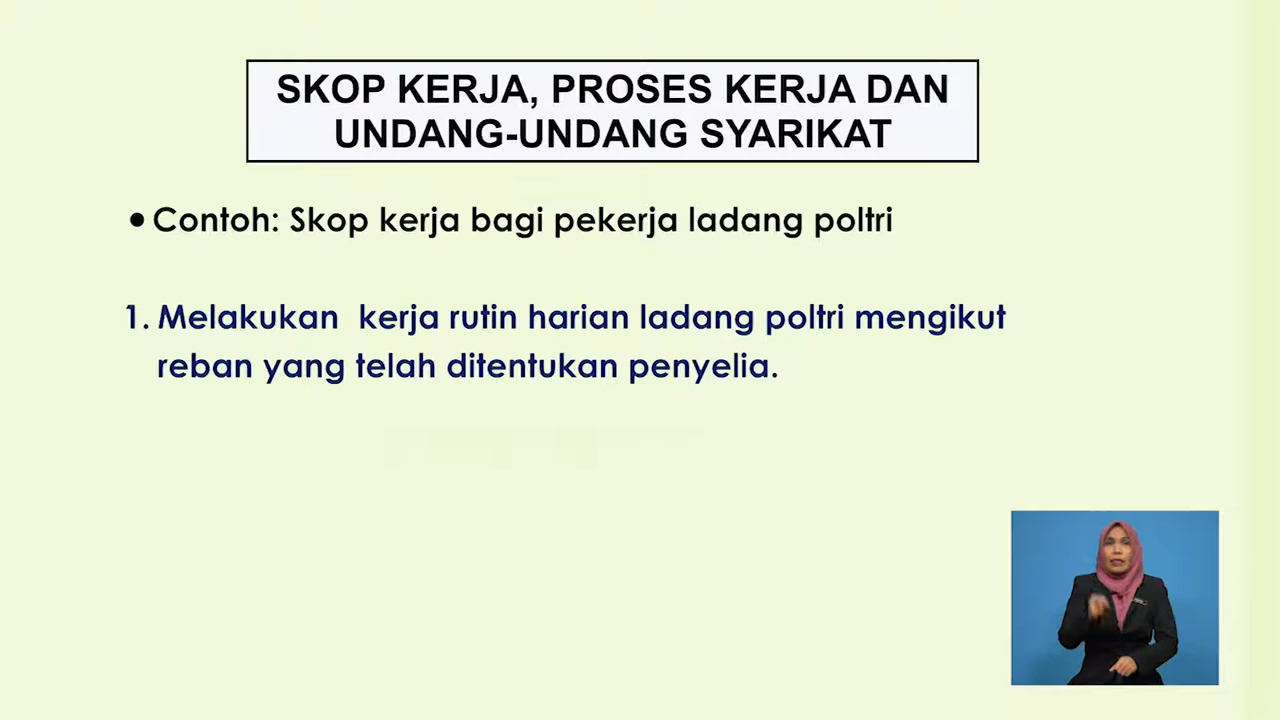 SKOP KERJA, PROSES KERJA DAN
UNDANG-UNDANG SYARIKAT
• Contoh: Skop kerja bagi pekerja ladang poltri
1. Melakukan kerja rutin harian ladang poltri mengikut
reban yang telah ditentukan penyelia.